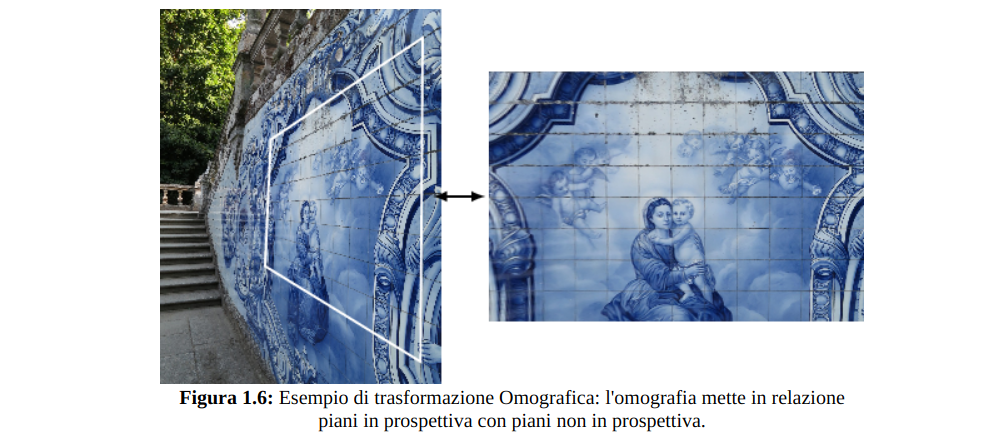 Figura 1.6: Esempio di trasformazione Omografica: l'omografia mette in relazione
piani in prospettiva con piani non in prospettiva.